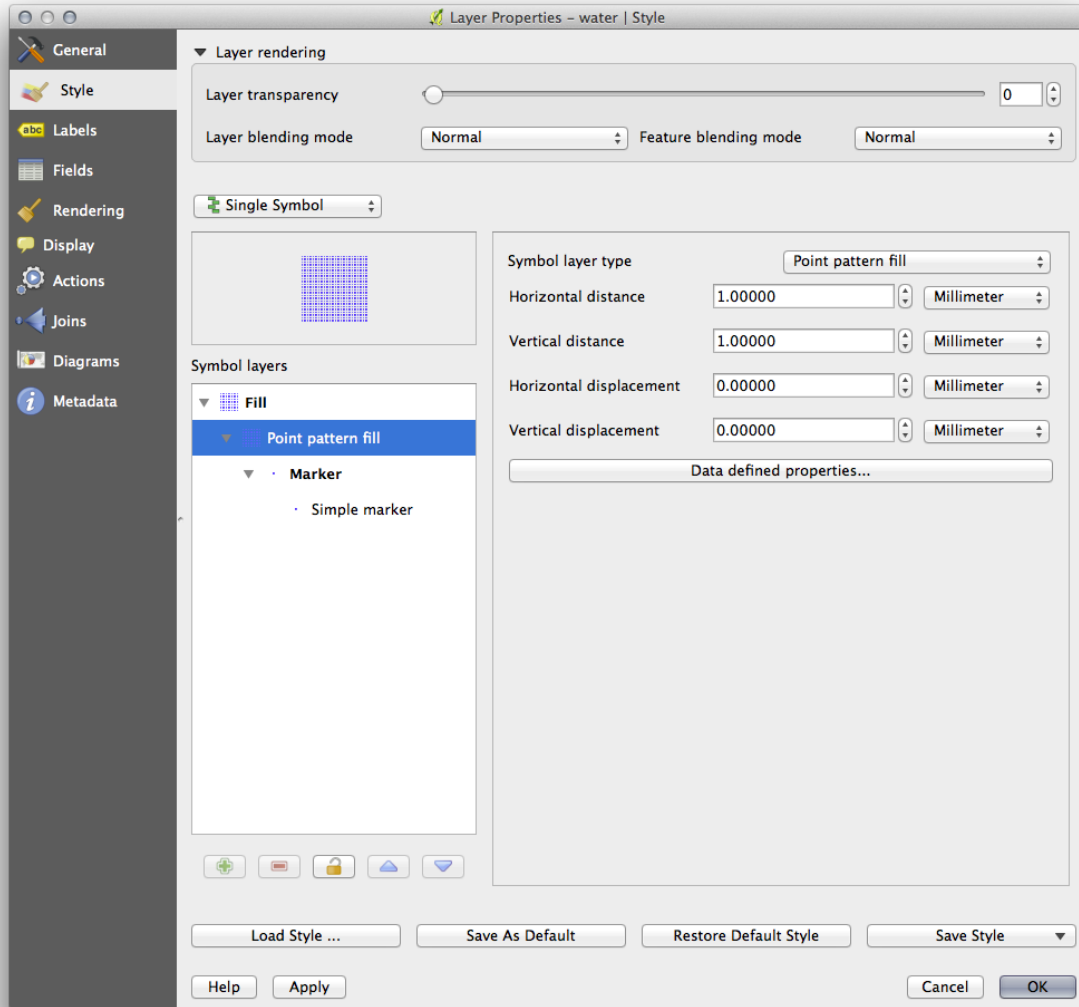 Layer Properties – water | Style
General
Style
abc Labels
Fields
Rendering
Display
Actions
Joins
Diagrams
Metadata
Layer rendering
Layer transparency 0
Layer blending mode Normal Feature blending mode Normal
Single Symbol
Symbol layers
Fill
Point pattern fill
Marker
Simple marker
Symbol layer type Point pattern fill
Horizontal distance 1.00000 Millimeter
Vertical distance 1.00000 Millimeter
Horizontal displacement 0.00000 Millimeter
Vertical displacement 0.00000 Millimeter
Data defined properties...
Load Style ... Save As Default Restore Default Style Save Style
Help Apply Cancel OK